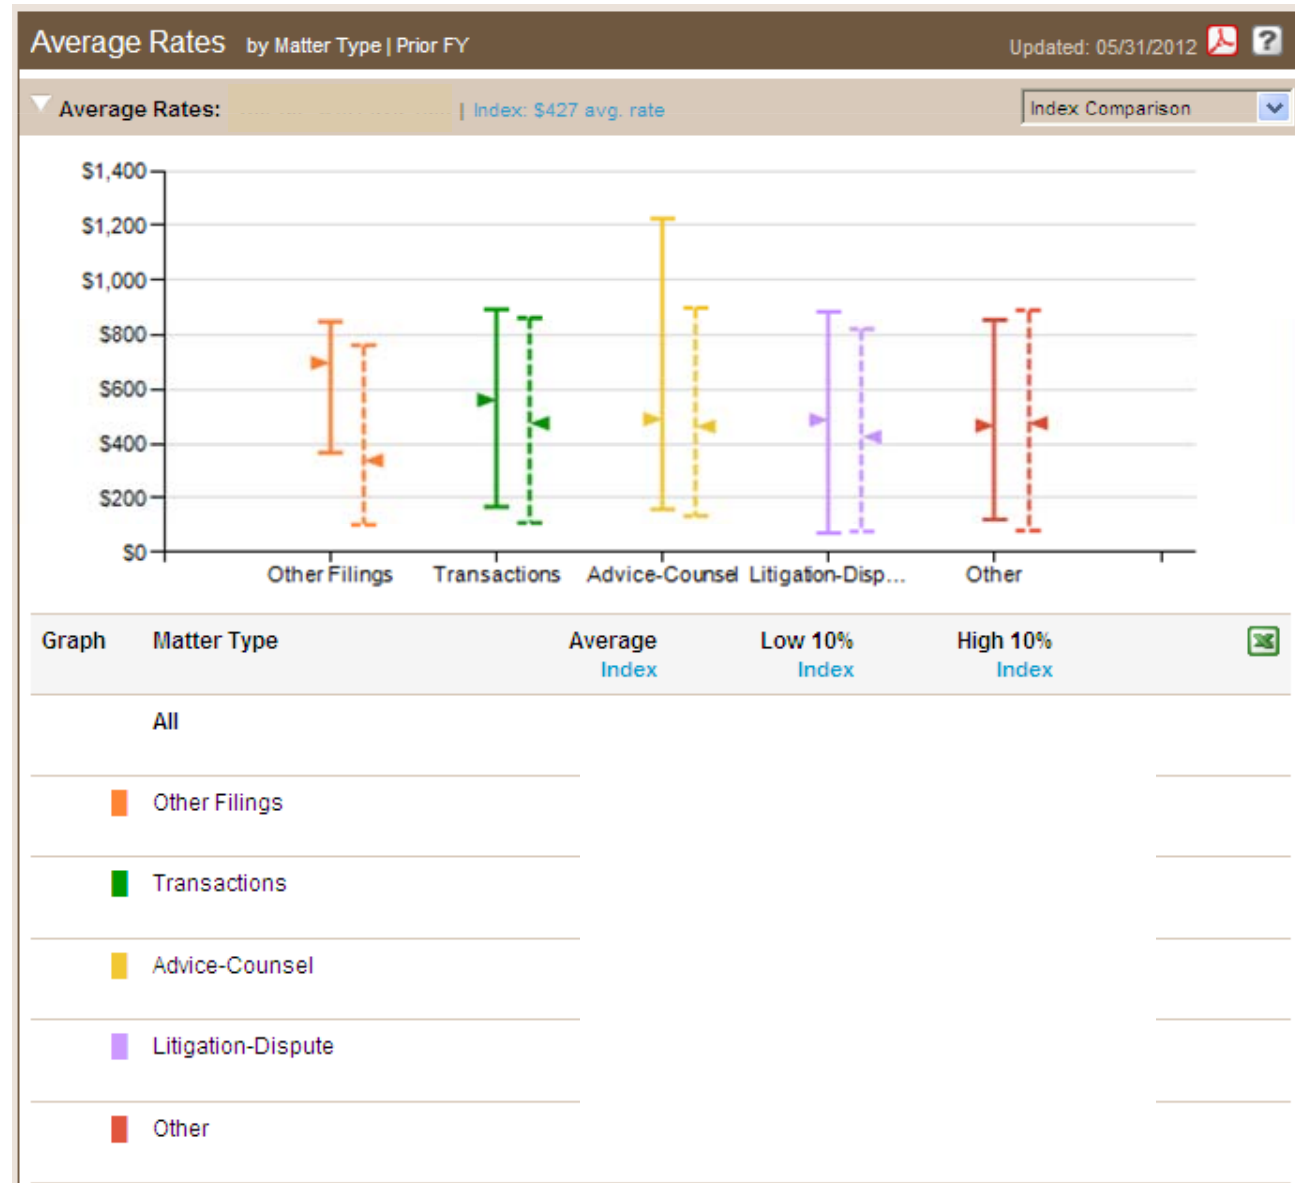 Average Rates by Matter Type | Prior FY Updated: 05/31/2012 ?
Average Rates: | Index: $427 avg. rate Index Comparison
$1,400
$1,200
$1,000
$800
$600
$400
$200
$0
Other Filings Transactions Advice-Counsel Litigation-Disp... Other
Graph Matter Type Average Low 10% High 10%
Index Index Index
All
Other Filings
Transactions
Advice-Counsel
Litigation-Dispute
Other